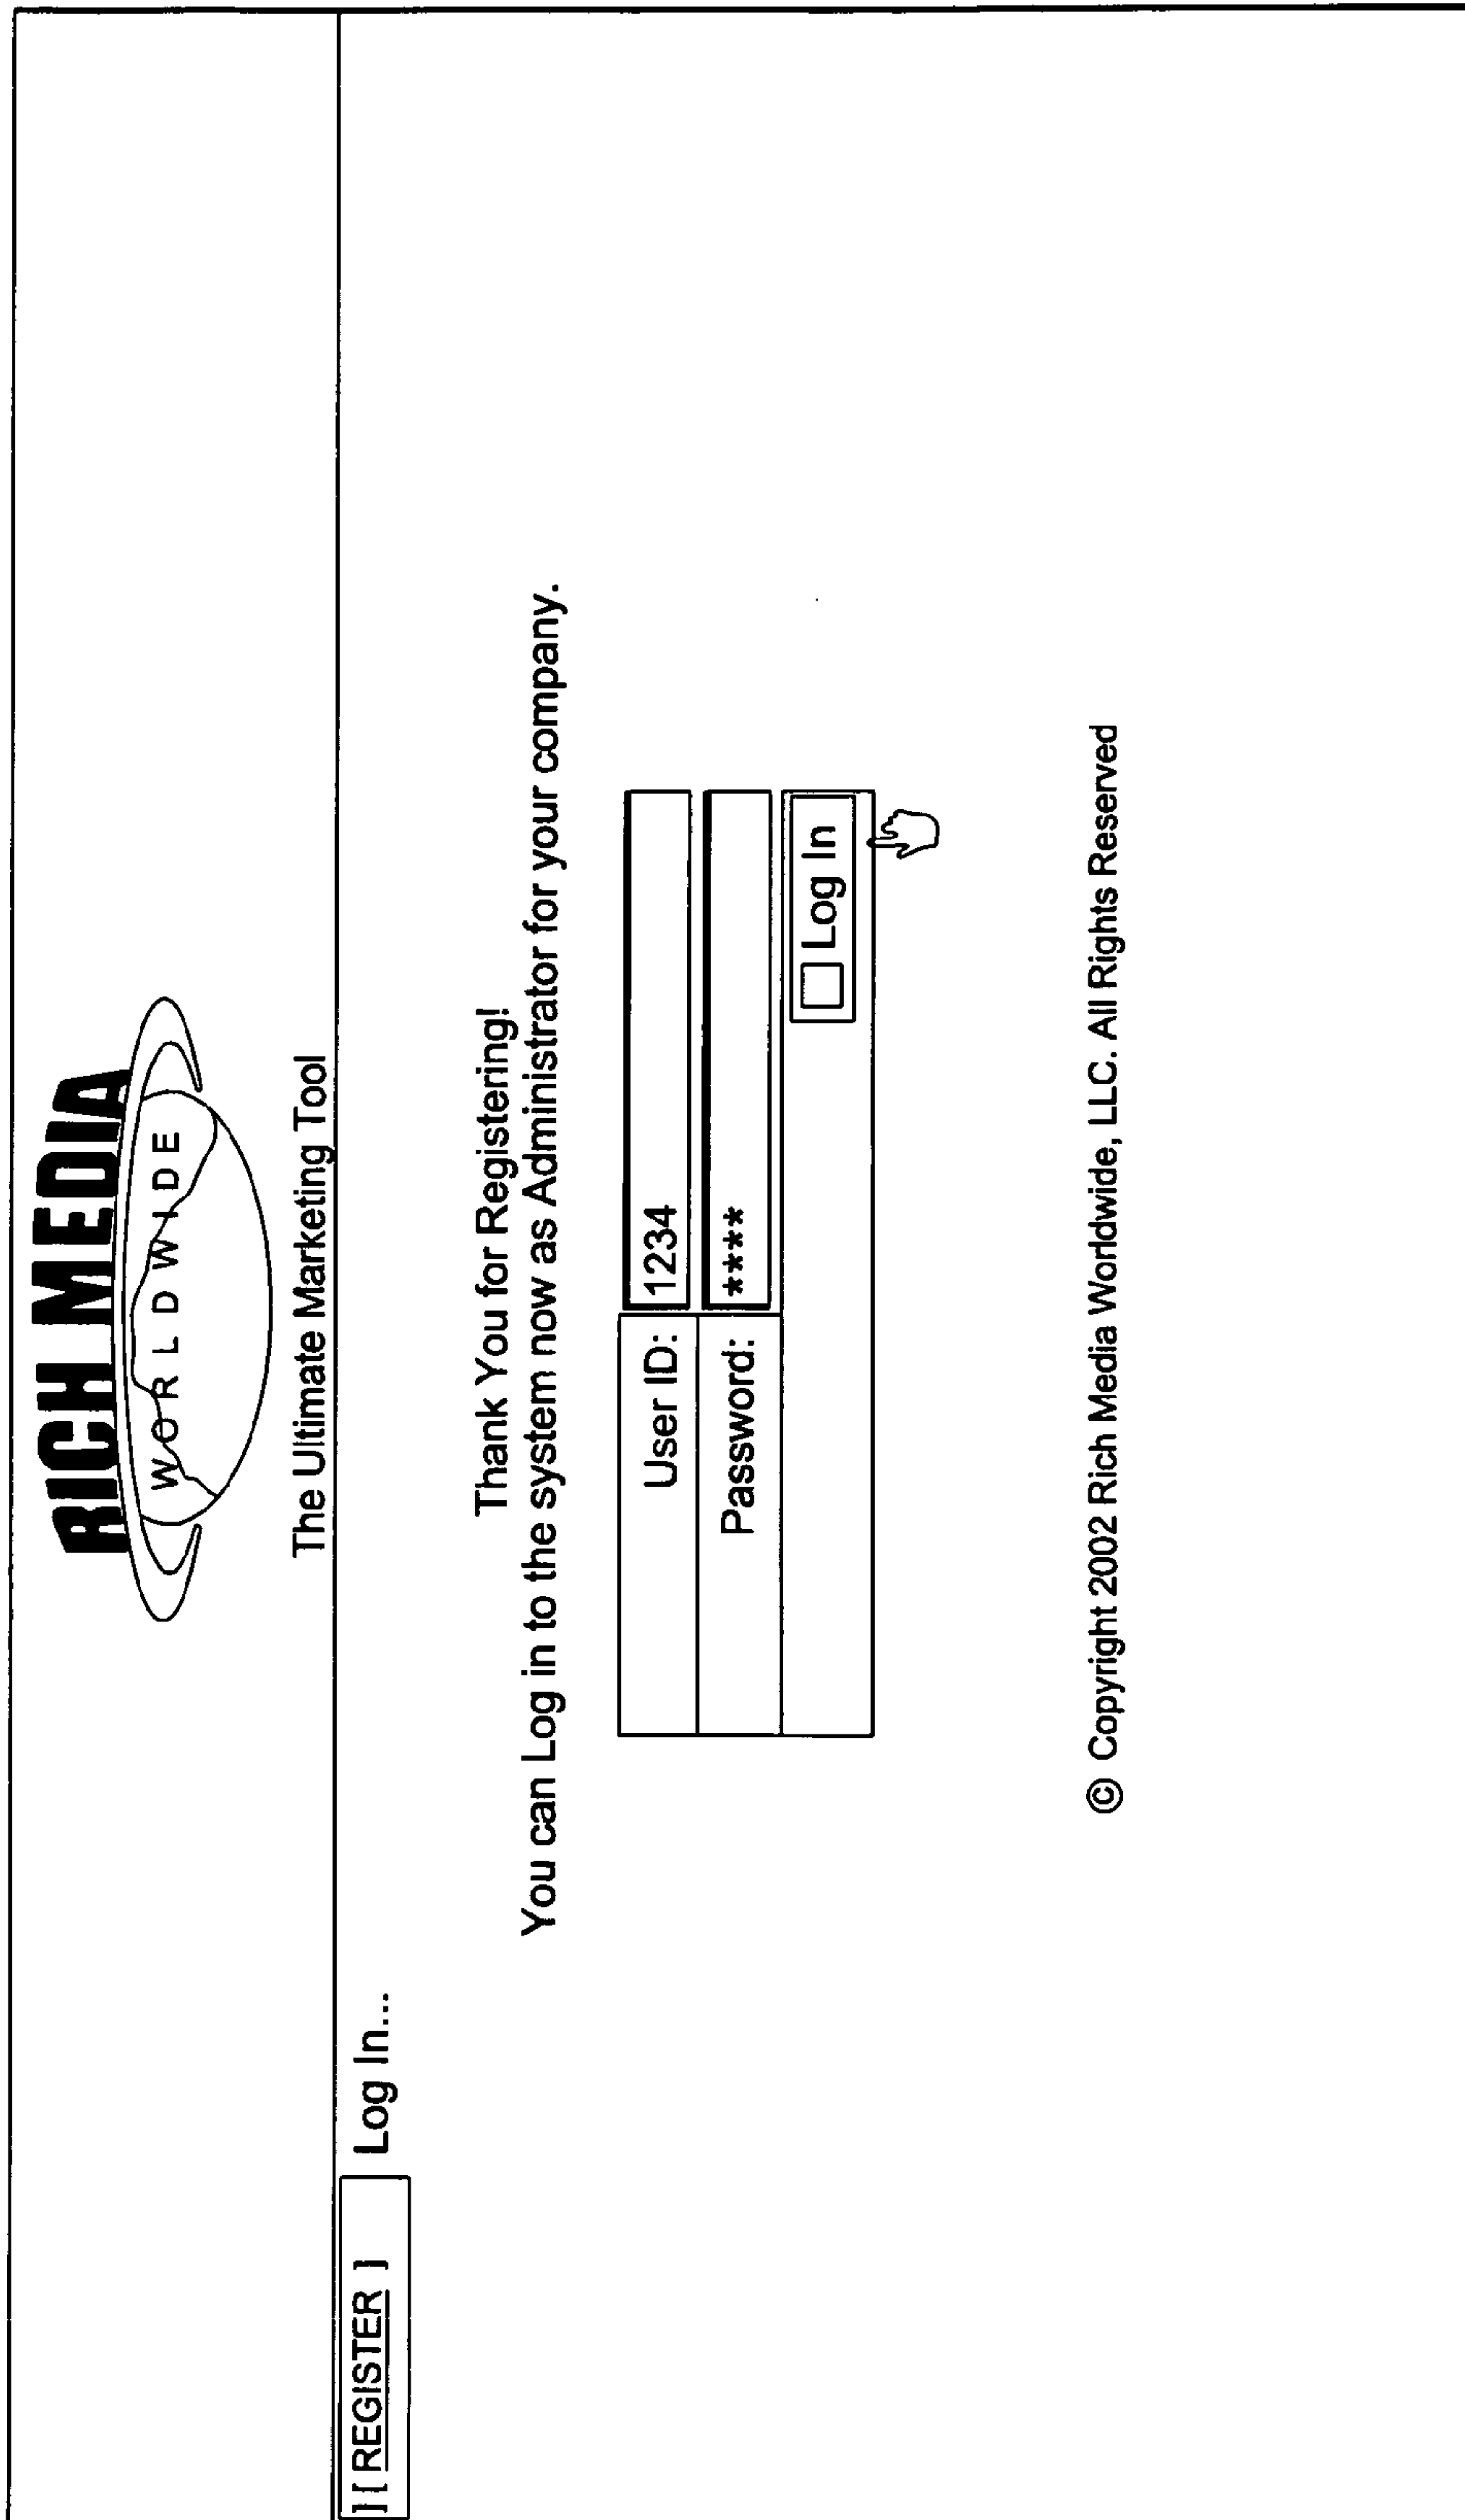 RICH MEDIA
WORLDWIDE
The Ultimate Marketing Tool
] [ REGISTER ] Log In...
Thank You for Registering!
You can Log in to the system now as Administrator for your company.
User ID: 1234
Password: ****
Log In
© Copyright 2002 Rich Media Worldwide, LLC. All Rights Reserved